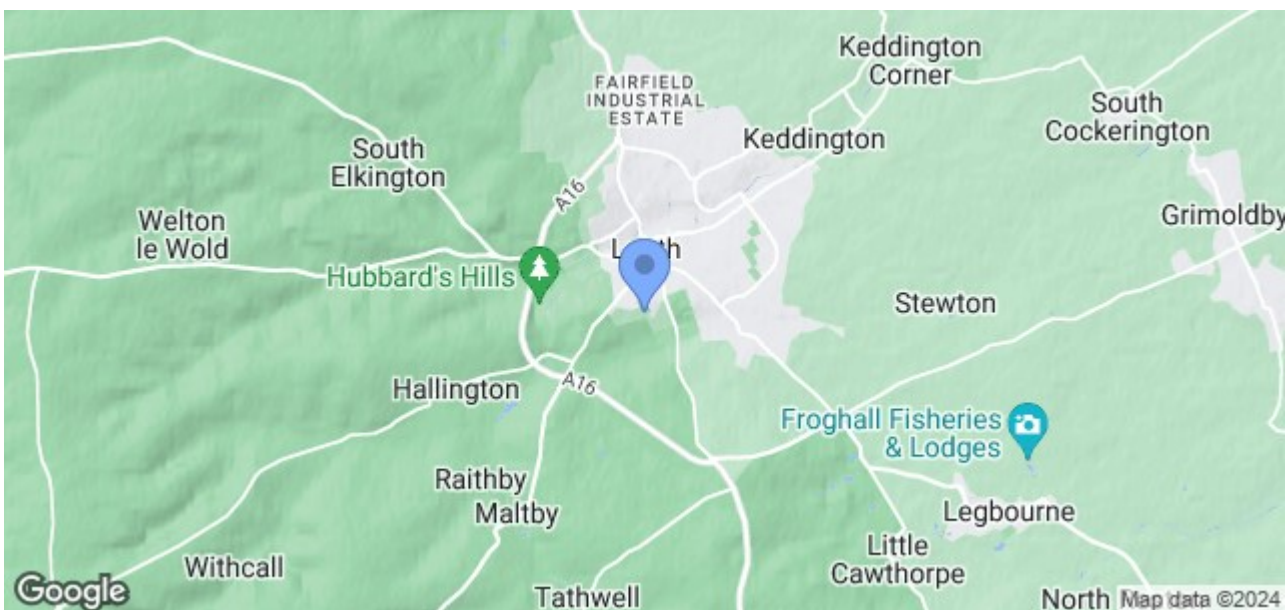 Keddington
Corner
FAIRFIELD
INDUSTRIAL
ESTATE
South
Cockerington
Keddington
South
Elkington
A16
Grimoldby
Welton
le Wold
Hubbard's Hills
Stewton
Hallington
A16
Froghall Fisheries
& Lodges
Raithby
Maltby
Legbourne
Withcall
Little
Cawthorpe
Google
Tathwell
North
Map data ©2024